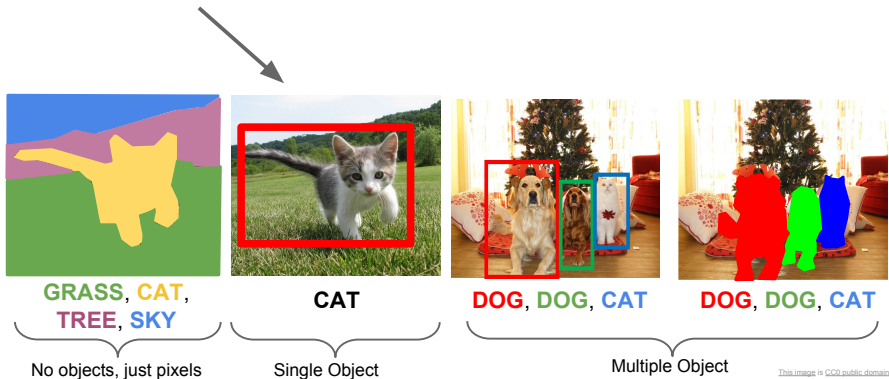 GRASS, CAT,
TREE, SKY
CAT
DOG, DOG, CAT
DOG, DOG, CAT
No objects, just pixels
Single Object
Multiple Object
This image is CC0 public domain